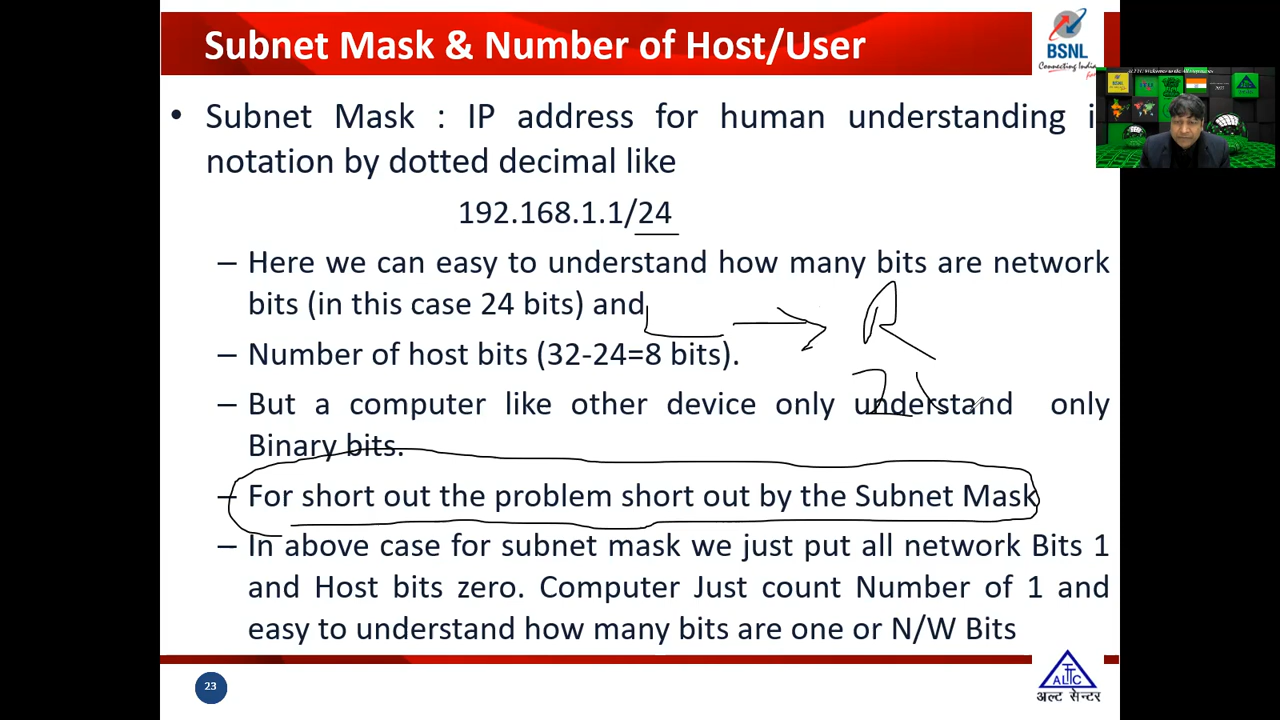 Subnet Mask & Number of Host/User
BSNL
Connecting India
• Subnet Mask : IP address for human understanding i
notation by dotted decimal like
192.168.1.1/24
– Here we can easy to understand how many bits are network
bits (in this case 24 bits) and
– Number of host bits (32-24=8 bits).
– But a computer like other device only understand only
Binary bits.
– For short out the problem short out by the Subnet Mask
– In above case for subnet mask we just put all network Bits 1
and Host bits zero. Computer Just count Number of 1 and
easy to understand how many bits are one or N/W Bits
23
ALTTC
अल्ट सेन्टर